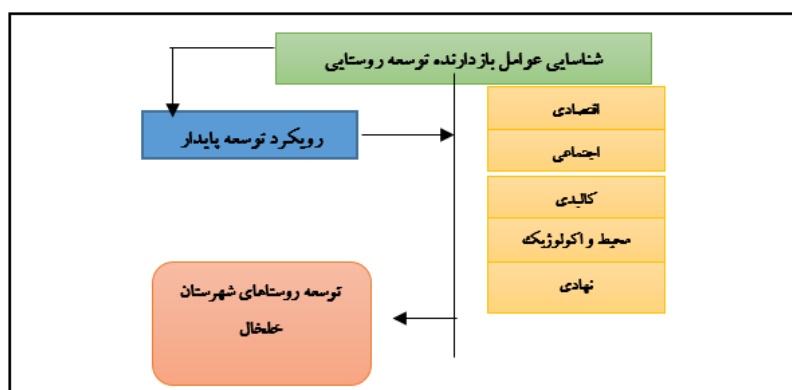 شناسایی عوامل بازدارنده توسعه روستایی
اقتصادی
رویکرد توسعه پایدار
اجتماعی
کالبدی
محیط و اکولوژیک
نهادی
توسعه روستاهای شهرستان
خلخال